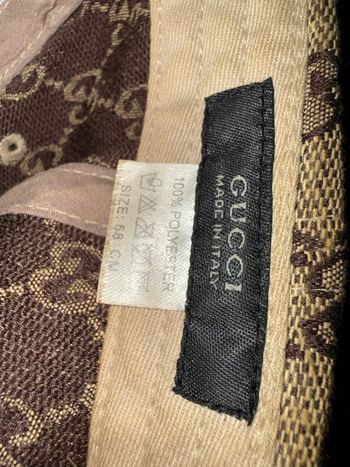 GUCCI
MADE IN ITALY
100% POLYESTER
SIZE: 58 CM